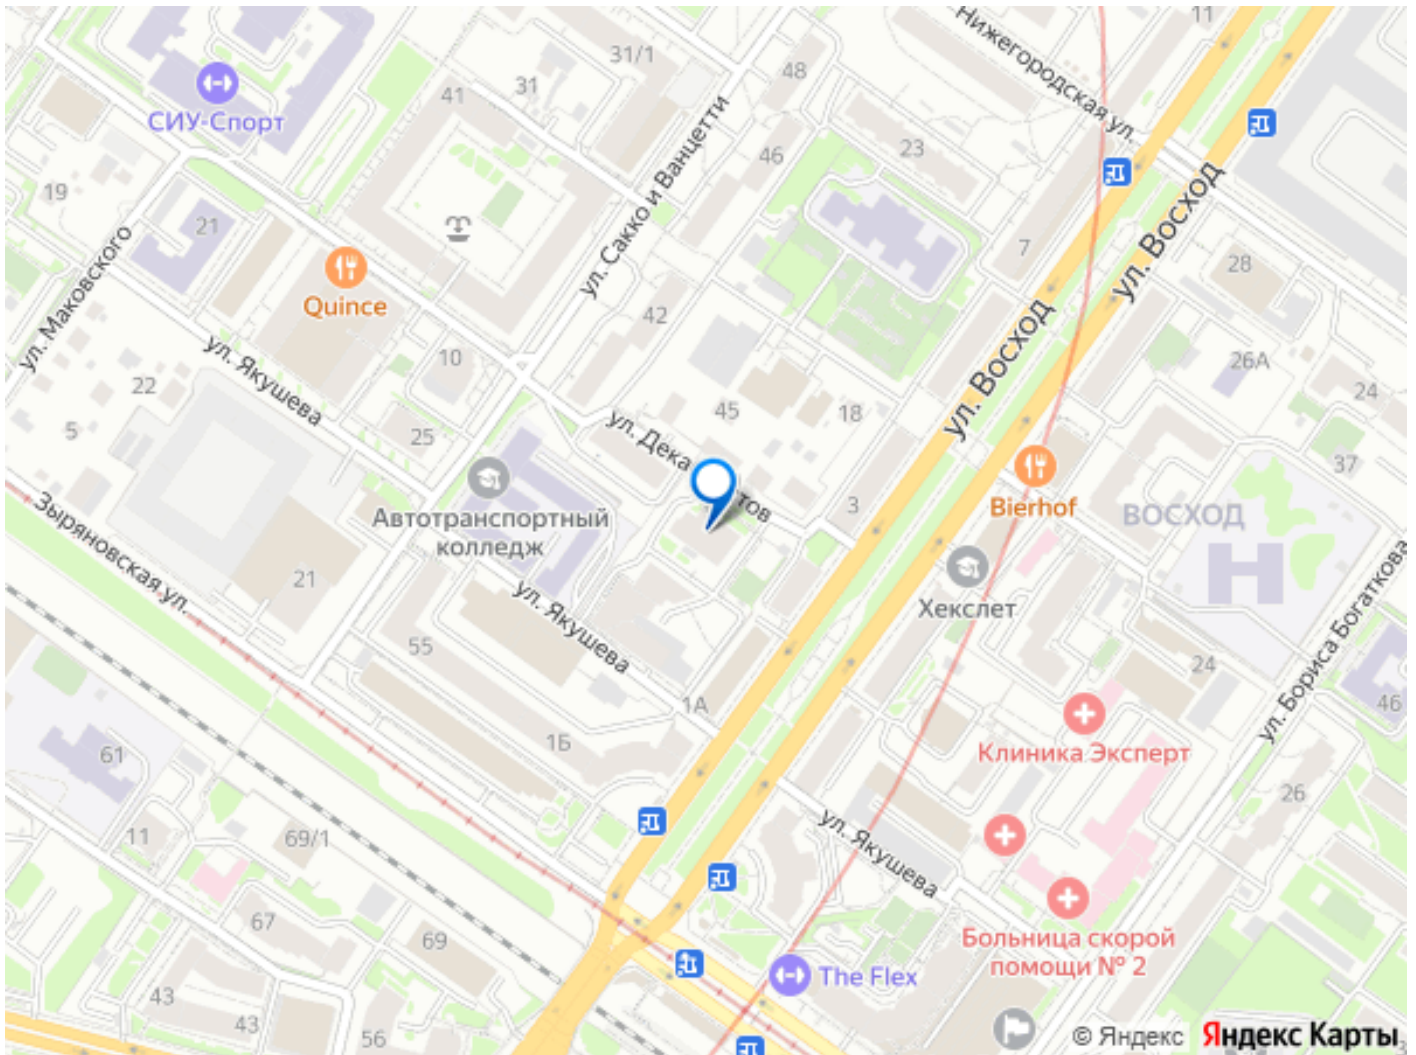 Нижегородская ул.
11
31/1
48
31
41
СИУ-Спорт
ул. Сакко и Ванцетти
46
23
ул. Восход
19
21
ул. Маковского
7
28
Quince
42
ул. Восход
ул. Якушева
10
26А
22
24
45
18
5
25
ул. Дека
тов
37
3
Bierhof
ВОСХОД
Автотранспортный
колледж
Зыряновская ул.
21
Хекслет
ул. Якушева
ул. Бориса Богаткова
55
24
1А
46
1Б
61
Клиника Эксперт
26
11
69/1
ул. Якушева
67
69
Больница скорой
помощи № 2
The Flex
43
43
56
© Яндекс
Яндекс Карты